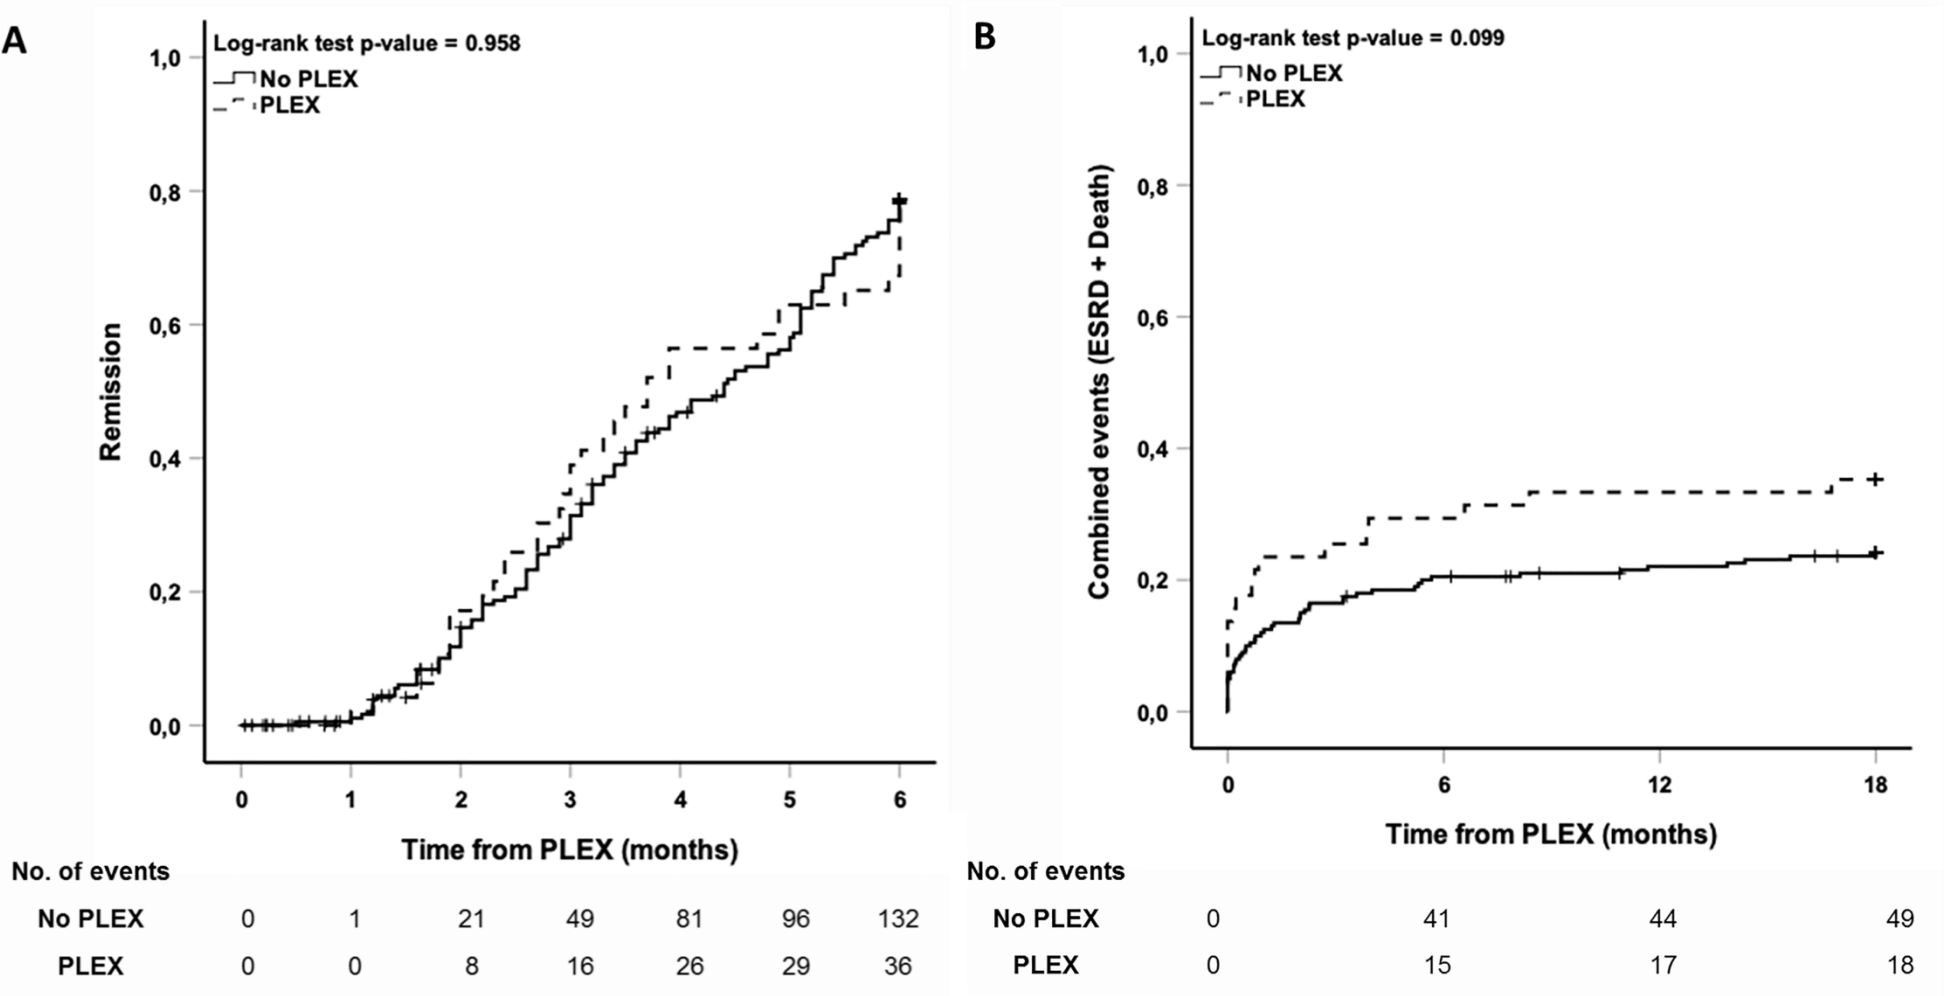 A
Log-rank test p-value = 0.958
No PLEX
PLEX
1,0
0,8
0,6
0,4
0,2
0,0
Remission
0 1 2 3 4 5 6
Time from PLEX (months)
No. of events
No PLEX 0 1 21 49 81 96 132
PLEX 0 0 8 16 26 29 36
B
Log-rank test p-value = 0.099
No PLEX
PLEX
1,0
0,8
0,6
0,4
0,2
0,0
Combined events (ESRD + Death)
0 6 12 18
Time from PLEX (months)
No. of events
No PLEX 0 41 44 49
PLEX 0 15 17 18